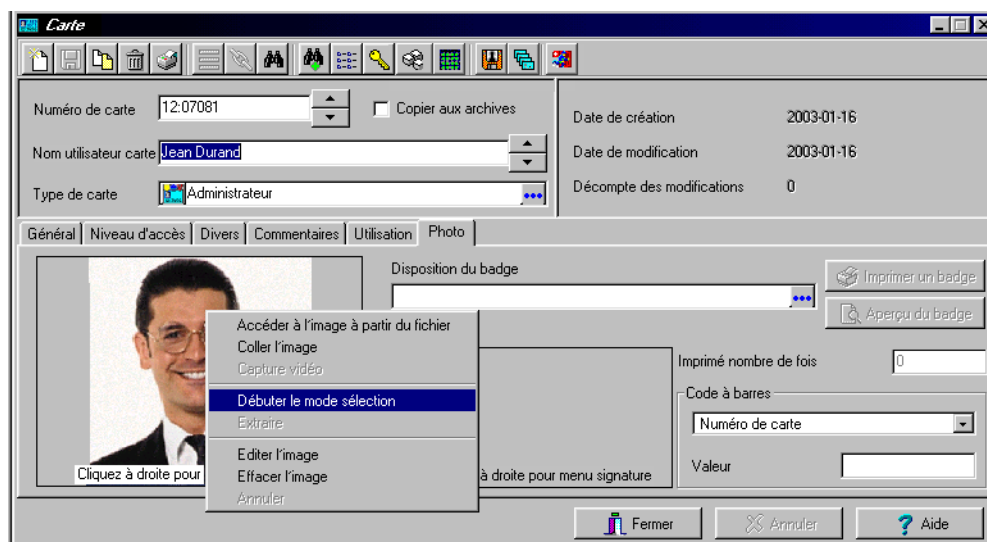 Carte
Numéro de carte 12:07081 Copier aux archives
Nom utilisateur carte Jean Durand
Type de carte Administrateur
Date de création 2003-01-16
Date de modification 2003-01-16
Décompte des modifications 0
Général Niveau d'accès Divers Commentaires Utilisation Photo
Disposition du badge
Imprimer un badge
Aperçu du badge
Accéder à l'image à partir du fichier
Coller l'image
Capture vidéo
Débuter le mode sélection
Extraire
Editer l'image
Effacer l'image
Annuler
Cliquez à droite pour
à droite pour menu signature
Imprimé nombre de fois 0
Code à barres
Numéro de carte
Valeur
Fermer Annuler Aide